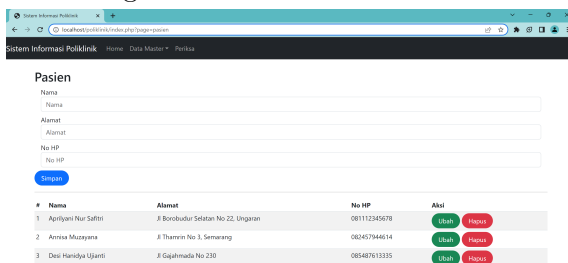 Sistem Informasi Poliklinik
localhost/poliklinik/index.php?page=pasien
Sistem Informasi Poliklinik Home Data Master Periksa
Pasien
Nama
Nama
Alamat
Alamat
No HP
No HP
Simpan
# Nama Alamat No HP Aksi
1 Apriliyani Nur Safitri Jl Borobudur Selatan No 22, Ungaran 081112345678 Ubah Hapus
2 Annisa Muzayana Jl Thamrin No 3, Semarang 082457944614 Ubah Hapus
3 Desi Hanidya Ujianti Jl Gajahmada No 230 085487613335 Ubah Hapus